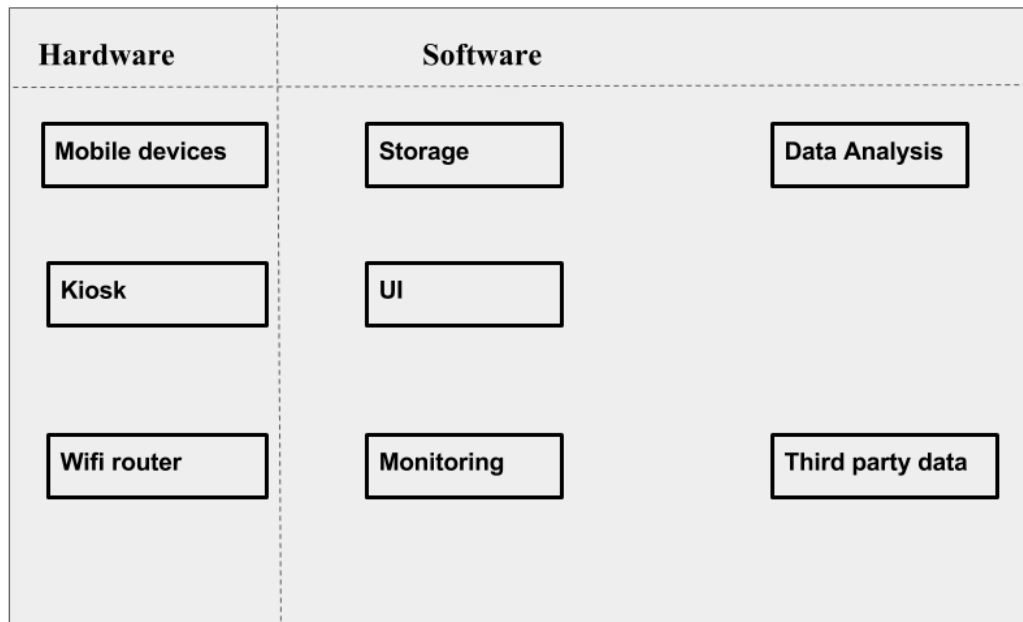 Hardware
Software
Mobile devices
Storage
Data Analysis
Kiosk
UI
Wifi router
Monitoring
Third party data